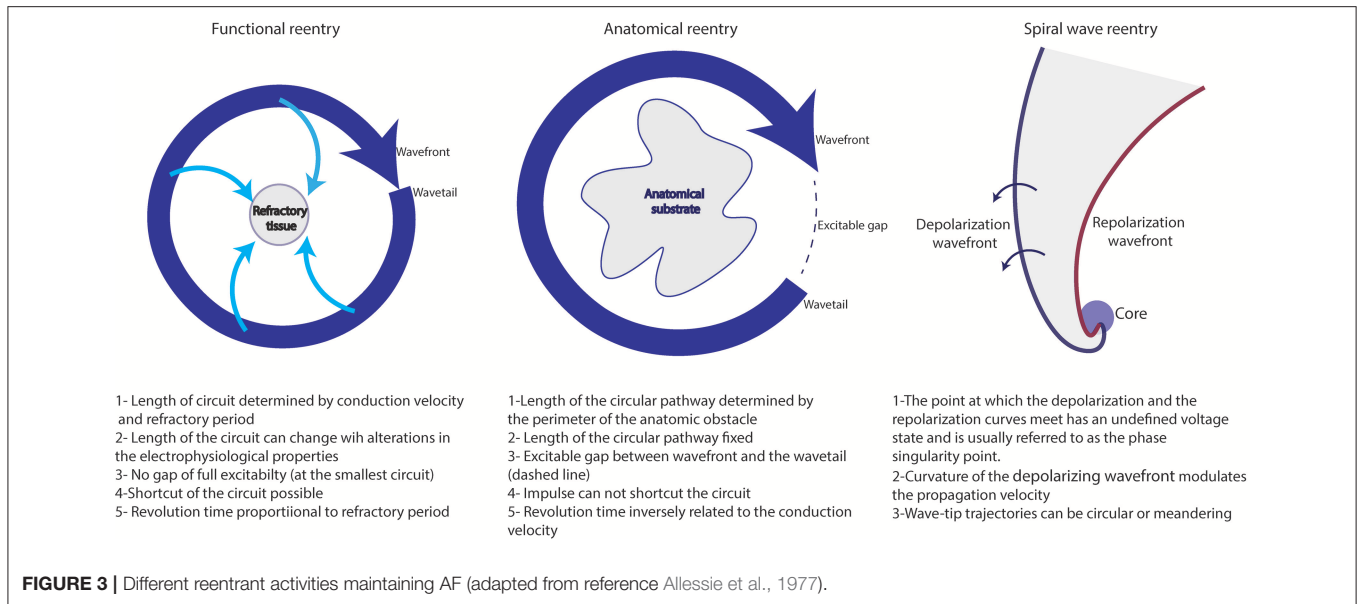 Functional reentry
Wavefront
Wavetail
Refractory
tissue
1- Length of circuit determined by conduction velocity
and refractory period
2- Length of the circuit can change wih alterations in
the electrophysiological properties
3- No gap of full excitabilty (at the smallest circuit)
4-Shortcut of the circuit possible
5- Revolution time proportiional to refractory period
Anatomical reentry
Wavefront
Anatomical
substrate
Excitable gap
Wavetail
1-Length of the circular pathway determined by
the perimeter of the anatomic obstacle
2- Length of the circular pathway fixed
3- Excitable gap between wavefront and the wavetail
(dashed line)
4- Impulse can not shortcut the circuit
5- Revolution time inversely related to the conduction
velocity
Spiral wave reentry
Depolarization
wavefront
Repolarization
wavefront
Core
1-The point at which the depolarization and the
repolarization curves meet has an undefined voltage
state and is usually referred to as the phase
singularity point.
2-Curvature of the depolarizing wavefront modulates
the propagation velocity
3-Wave-tip trajectories can be circular or meandering
FIGURE 3 | Different reentrant activities maintaining AF (adapted from reference Allessie et al., 1977).